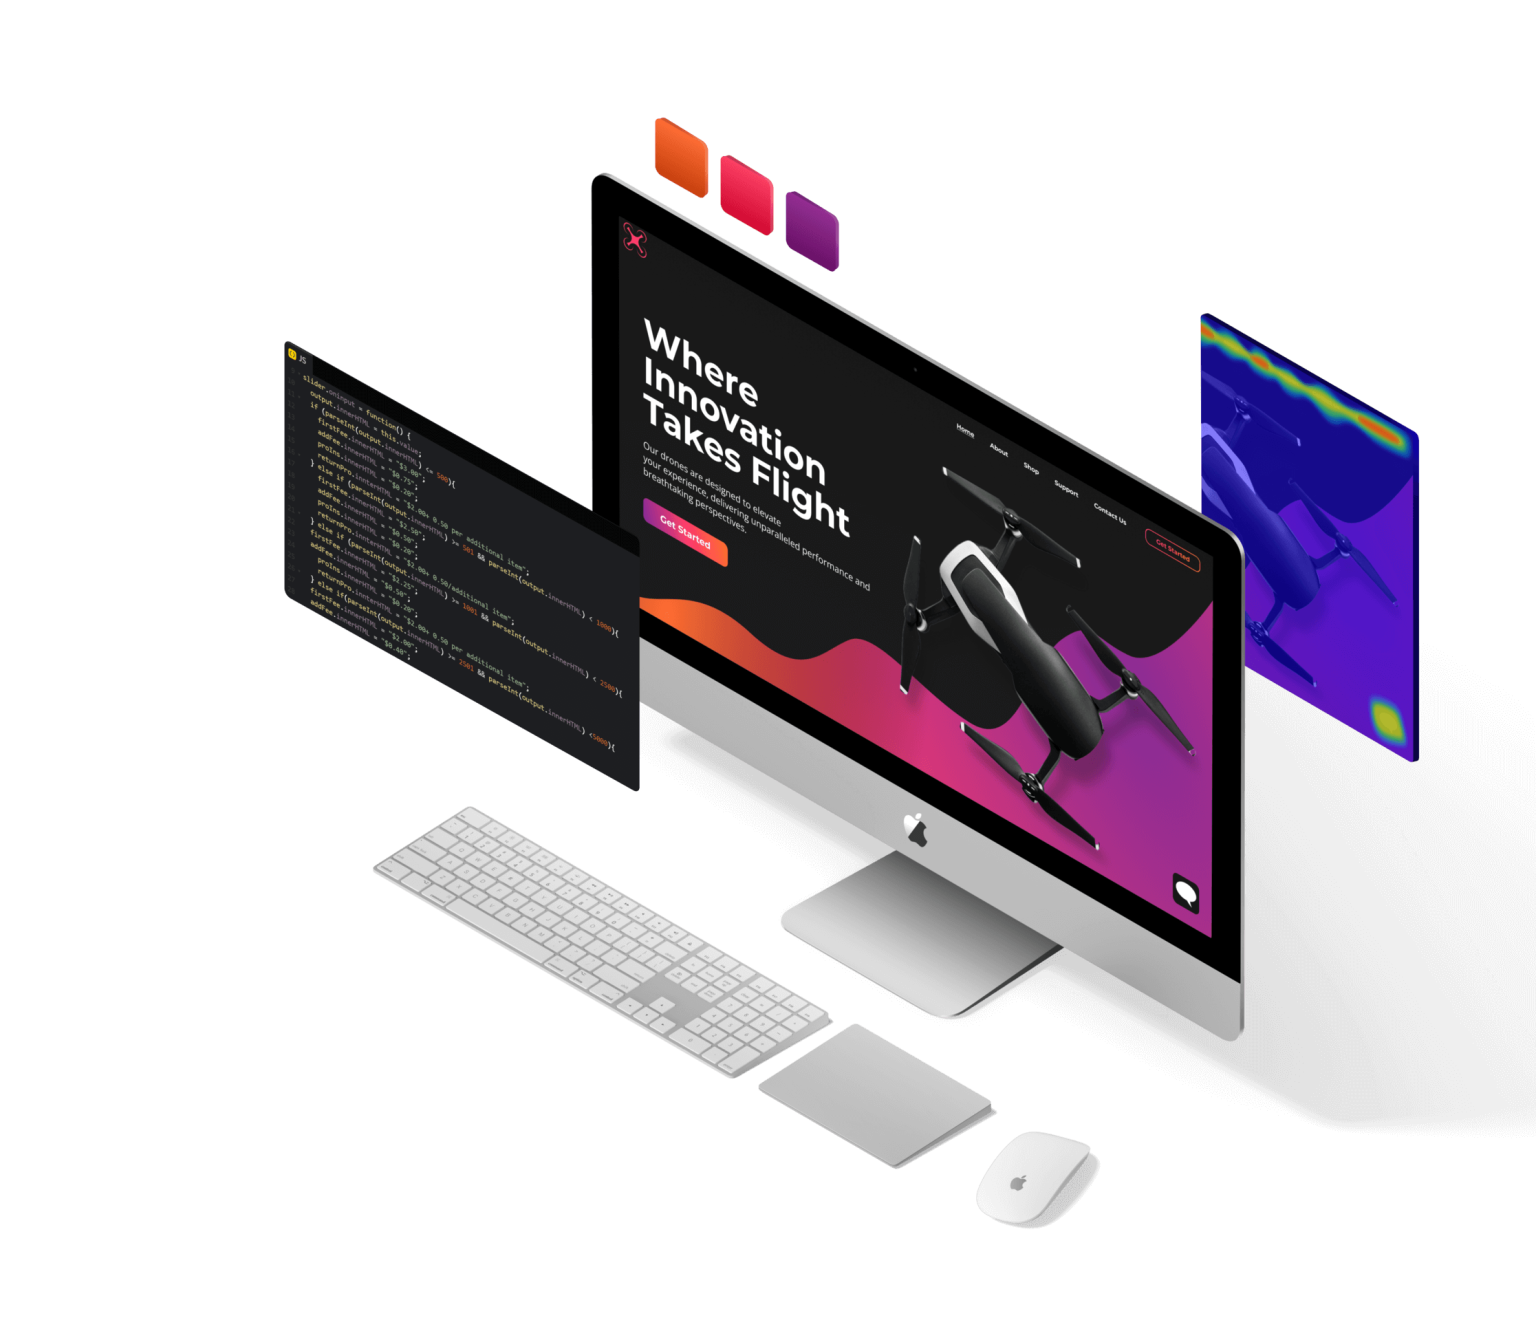 JS
slider.oninput = function() {
output.innerHTML = this.value;
if (parseInt(output.innerHTML) <= 500){
firstFee.innerHTML = "$3.00";
addFee.innerHTML = "$0.75";
proIns.innerHTML = "$0.20";
} else if (parseInt(output.innerHTML) >= 501 && parseInt(output.innerHTML) < 1000){
firstFee.innerHTML = "$2.00+ 0.50 per additional item";
addFee.innerHTML = "$2.50";
proIns.innerHTML = "$0.50";
returnPro.innerHTML = "$0.20";
} else if (parseInt(output.innerHTML) >= 1001 && parseInt(output.innerHTML) < 2500){
firstFee.innerHTML = "$2.00+ 0.50/additional item";
addFee.innerHTML = "$2.25";
proIns.innerHTML = "$0.50";
returnPro.innerHTML = "$0.20";
} else if(parseInt(output.innerHTML) >= 2501 && parseInt(output.innerHTML) <5000){
firstFee.innerHTML = "$2.00+ 0.50 per additional item";
addFee.innerHTML = "$2.00";
"$0.40";
Home
About
Shop
Support
Contact Us
Get Started
Where
Innovation
Takes Flight
Our drones are designed to elevate
your experience, delivering unparalleled performance and
breathtaking perspectives.
Get Started